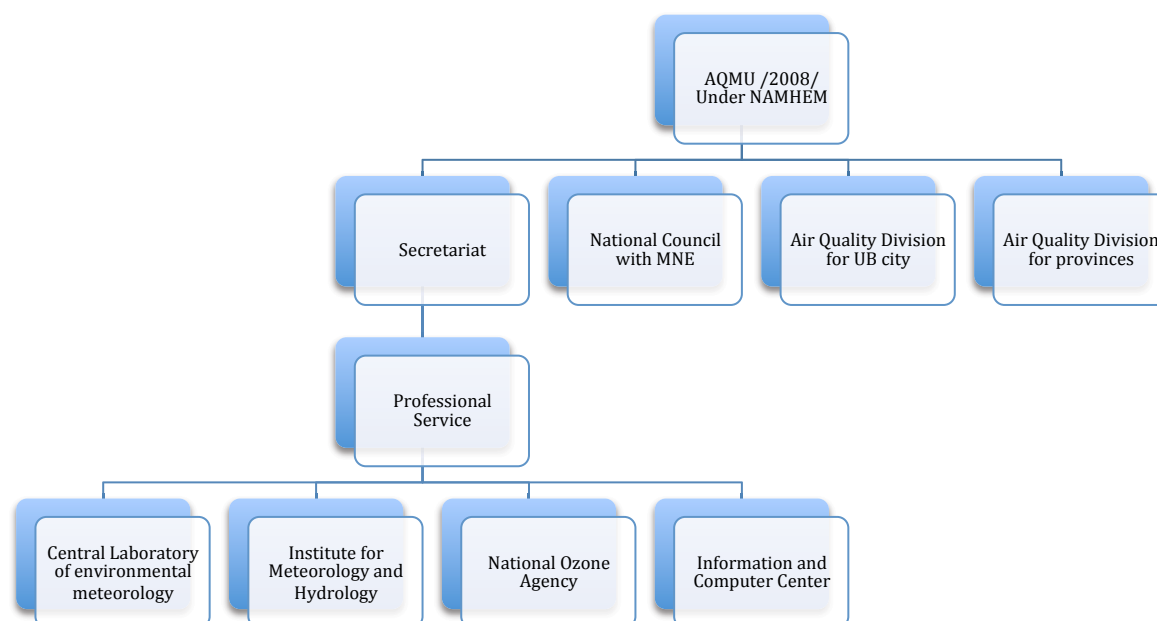 AQMU /2008/
Under NAMHEM
Secretariat
National Council
with MNE
Air Quality Division
for UB city
Air Quality Division
for provinces
Professional
Service
Central Laboratory
of environmental
meteorology
Institute for
Meteorology and
Hydrology
National Ozone
Agency
Information and
Computer Center